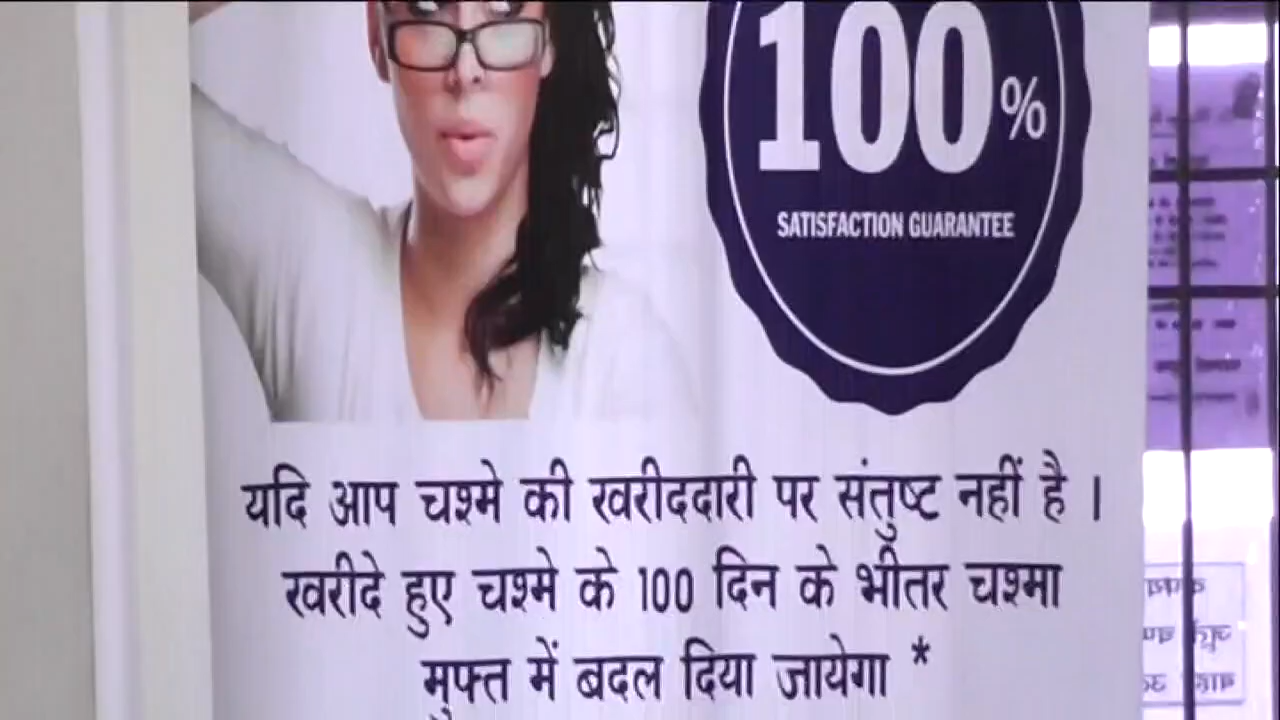 100%
SATISFACTION GUARANTEE
यदि आप चश्मे की खरीददारी पर संतुष्ट नहीं है ।
खरीदे हुए चश्मे के 100 दिन के भीतर चश्मा
मुफ्त में बदल दिया जायेगा *